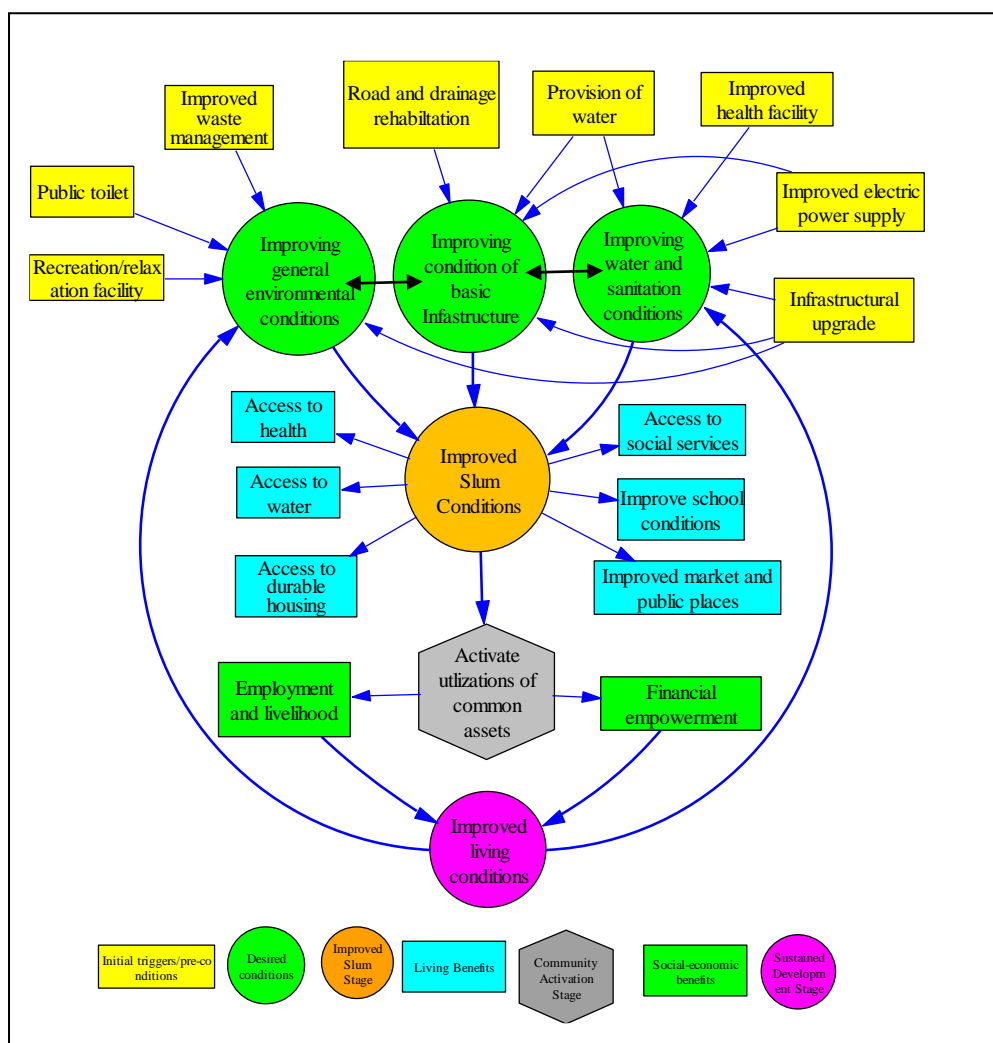 Improved
waste
management
Road and drainage
rehabiltation
Provision of
water
Improved
health facility
Public toilet
Improved electric
power supply
Recreation/relax
ation facility
Improving
general
environmental
conditions
Improving
condition of
basic
Infastructure
Improving
water and
sanitation
conditions
Infrastructural
upgrade
Access to
health
Access to
social services
Improved
Slum
Conditions
Access to
water
Improve school
conditions
Access to
durable
housing
Improved market and
public places
Activate
utlizations of
common
assets
Employment
and livelihood
Financial
empowerment
Improved
living
conditions
Initial triggers/pre-co
nditions
Desired
conditions
Improved
Slum
Stage
Living Benefits
Community
Activation
Stage
Social-economic
benefits
Sustained
Developm
ent Stage